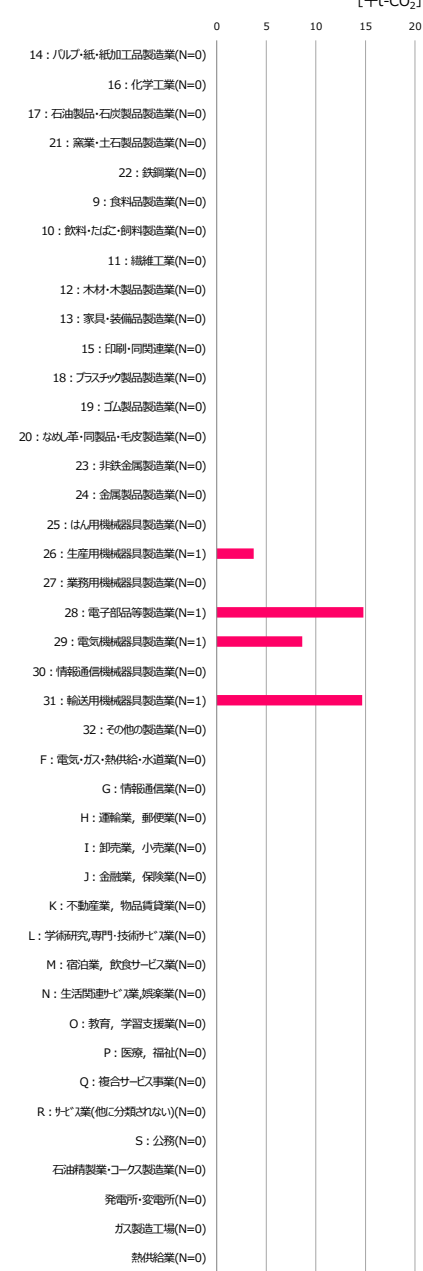 [千t-CO₂]
0 5 10 15 20
14：パルプ・紙・紙加工品製造業(N=0)
16：化学工業(N=0)
17：石油製品・石炭製品製造業(N=0)
21：窯業・土石製品製造業(N=0)
22：鉄鋼業(N=0)
9：食料品製造業(N=0)
10：飲料・たばこ・飼料製造業(N=0)
11：繊維工業(N=0)
12：木材・木製品製造業(N=0)
13：家具・装備品製造業(N=0)
15：印刷・同関連業(N=0)
18：プラスチック製品製造業(N=0)
19：ゴム製品製造業(N=0)
20：なめし革・同製品・毛皮製造業(N=0)
23：非鉄金属製造業(N=0)
24：金属製品製造業(N=0)
25：はん用機械器具製造業(N=0)
26：生産用機械器具製造業(N=1)
27：業務用機械器具製造業(N=0)
28：電子部品等製造業(N=1)
29：電気機械器具製造業(N=1)
30：情報通信機械器具製造業(N=0)
31：輸送用機械器具製造業(N=1)
32：その他の製造業(N=0)
F：電気・ガス・熱供給・水道業(N=0)
G：情報通信業(N=0)
H：運輸業，郵便業(N=0)
I：卸売業，小売業(N=0)
J：金融業，保険業(N=0)
K：不動産業，物品賃貸業(N=0)
L：学術研究,専門・技術ｻｰﾋﾞｽ業(N=0)
M：宿泊業，飲食サービス業(N=0)
N：生活関連ｻｰﾋﾞｽ業,娯楽業(N=0)
O：教育，学習支援業(N=0)
P：医療，福祉(N=0)
Q：複合サービス事業(N=0)
R：ｻｰﾋﾞｽ業(他に分類されない)(N=0)
S：公務(N=0)
石油精製業・コークス製造業(N=0)
発電所・変電所(N=0)
ガス製造工場(N=0)
熱供給業(N=0)